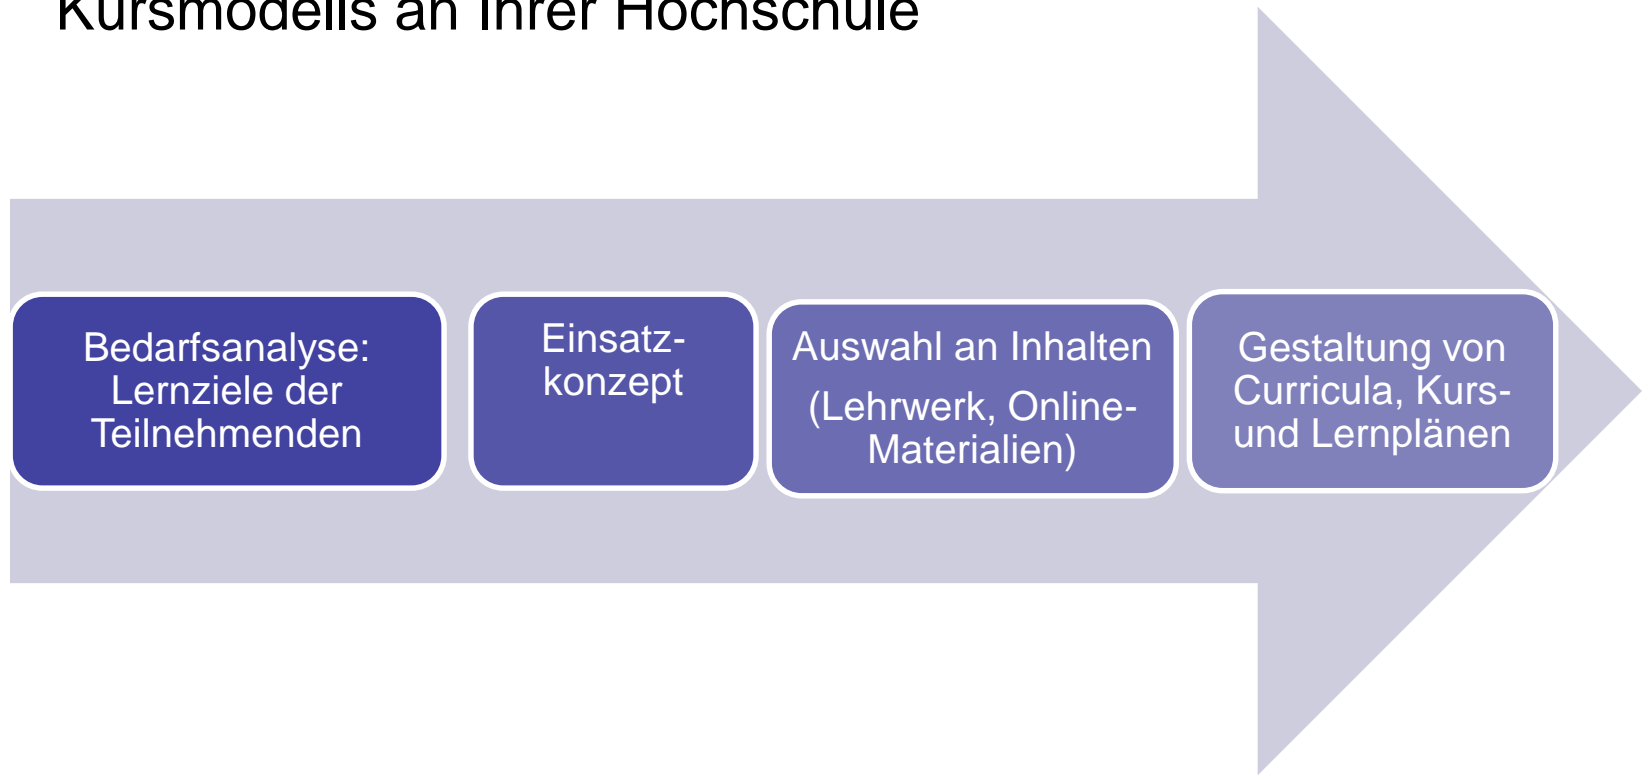 Kursmodells an Ihrer Hochschule
Bedarfsanalyse:
Lernziele der
Teilnehmenden
Einsatz-
konzept
Auswahl an Inhalten
(Lehrwerk, Online-
Materialien)
Gestaltung von
Curricula, Kurs-
und Lernplänen